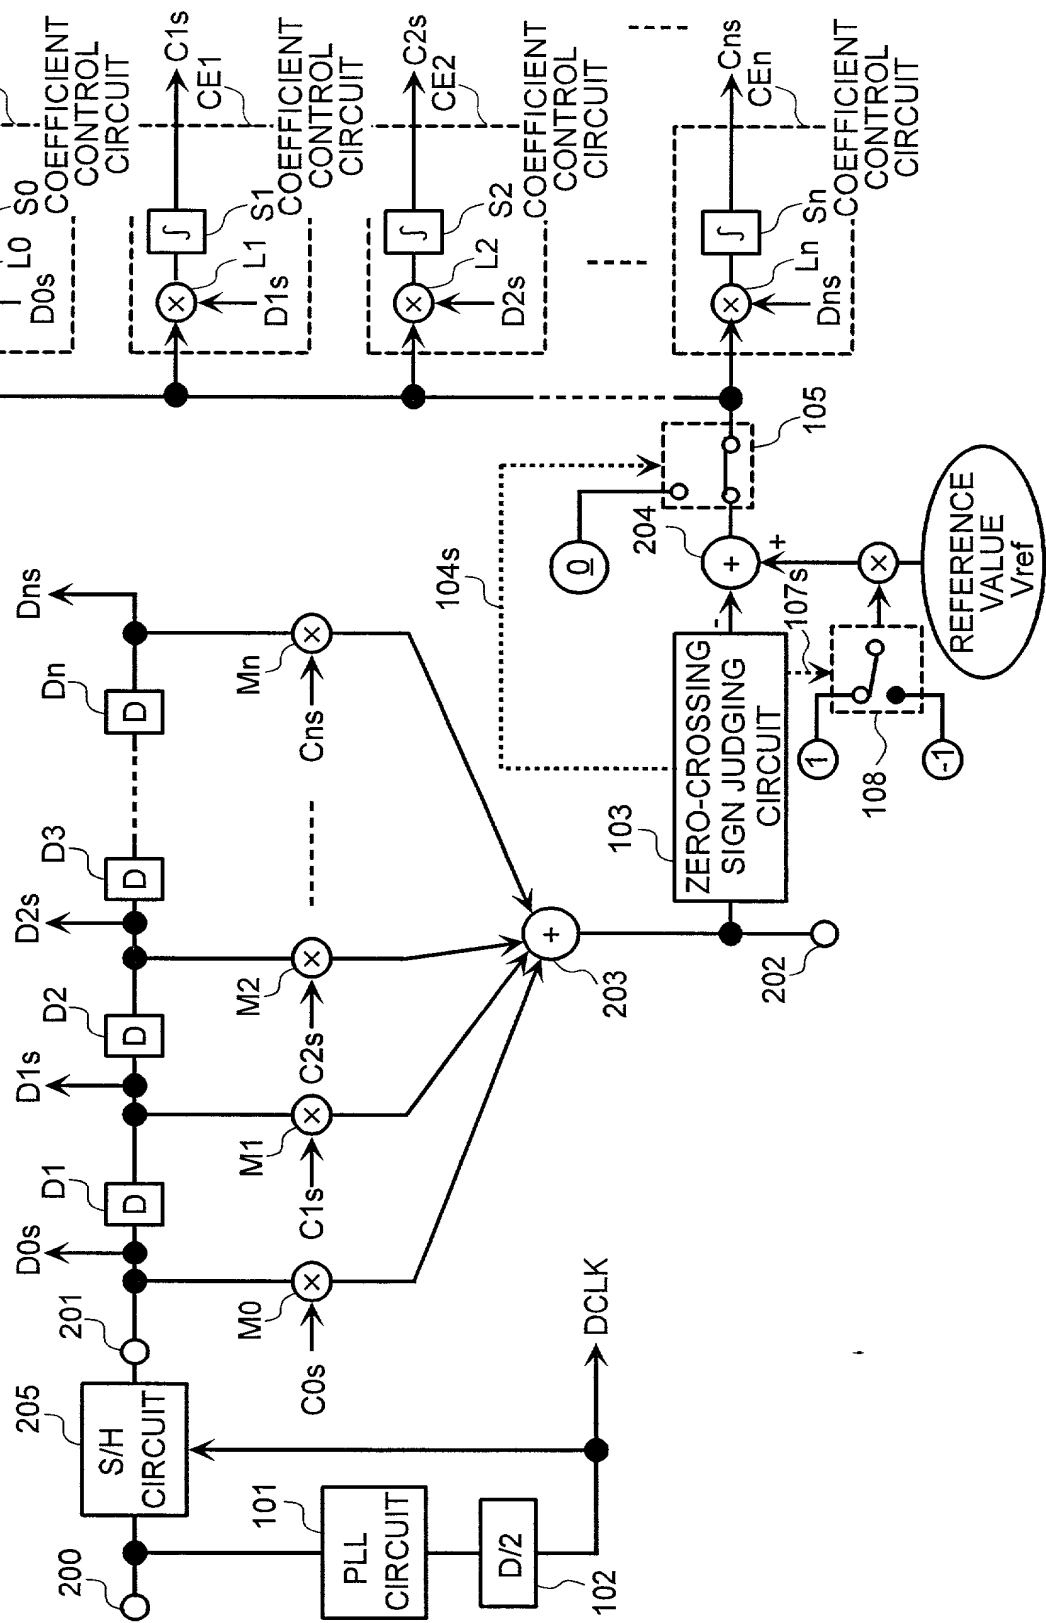 200
S/H
CIRCUIT
205
201
PLL
CIRCUIT
101
D/2
102
DCLK
D0s
D1
D
D1s
D2
D
D2s
D3
D
Dn
D
Dns
M0
×
C0s
M1
×
C1s
M2
×
C2s
Mn
×
Cns
+
203
202
103
ZERO-CROSSING
SIGN JUDGING
CIRCUIT
104s
107s
108
1
-1
×
REFERENCE
VALUE
Vref
-
+
+
204
0
105
L0
D0s
S0
COEFFICIENT
CONTROL
CIRCUIT
×
L1
D1s
∫
S1
C1s
CE1
COEFFICIENT
CONTROL
CIRCUIT
×
L2
D2s
∫
S2
C2s
CE2
COEFFICIENT
CONTROL
CIRCUIT
×
Ln
Dns
∫
Sn
Cns
CEn
COEFFICIENT
CONTROL
CIRCUIT